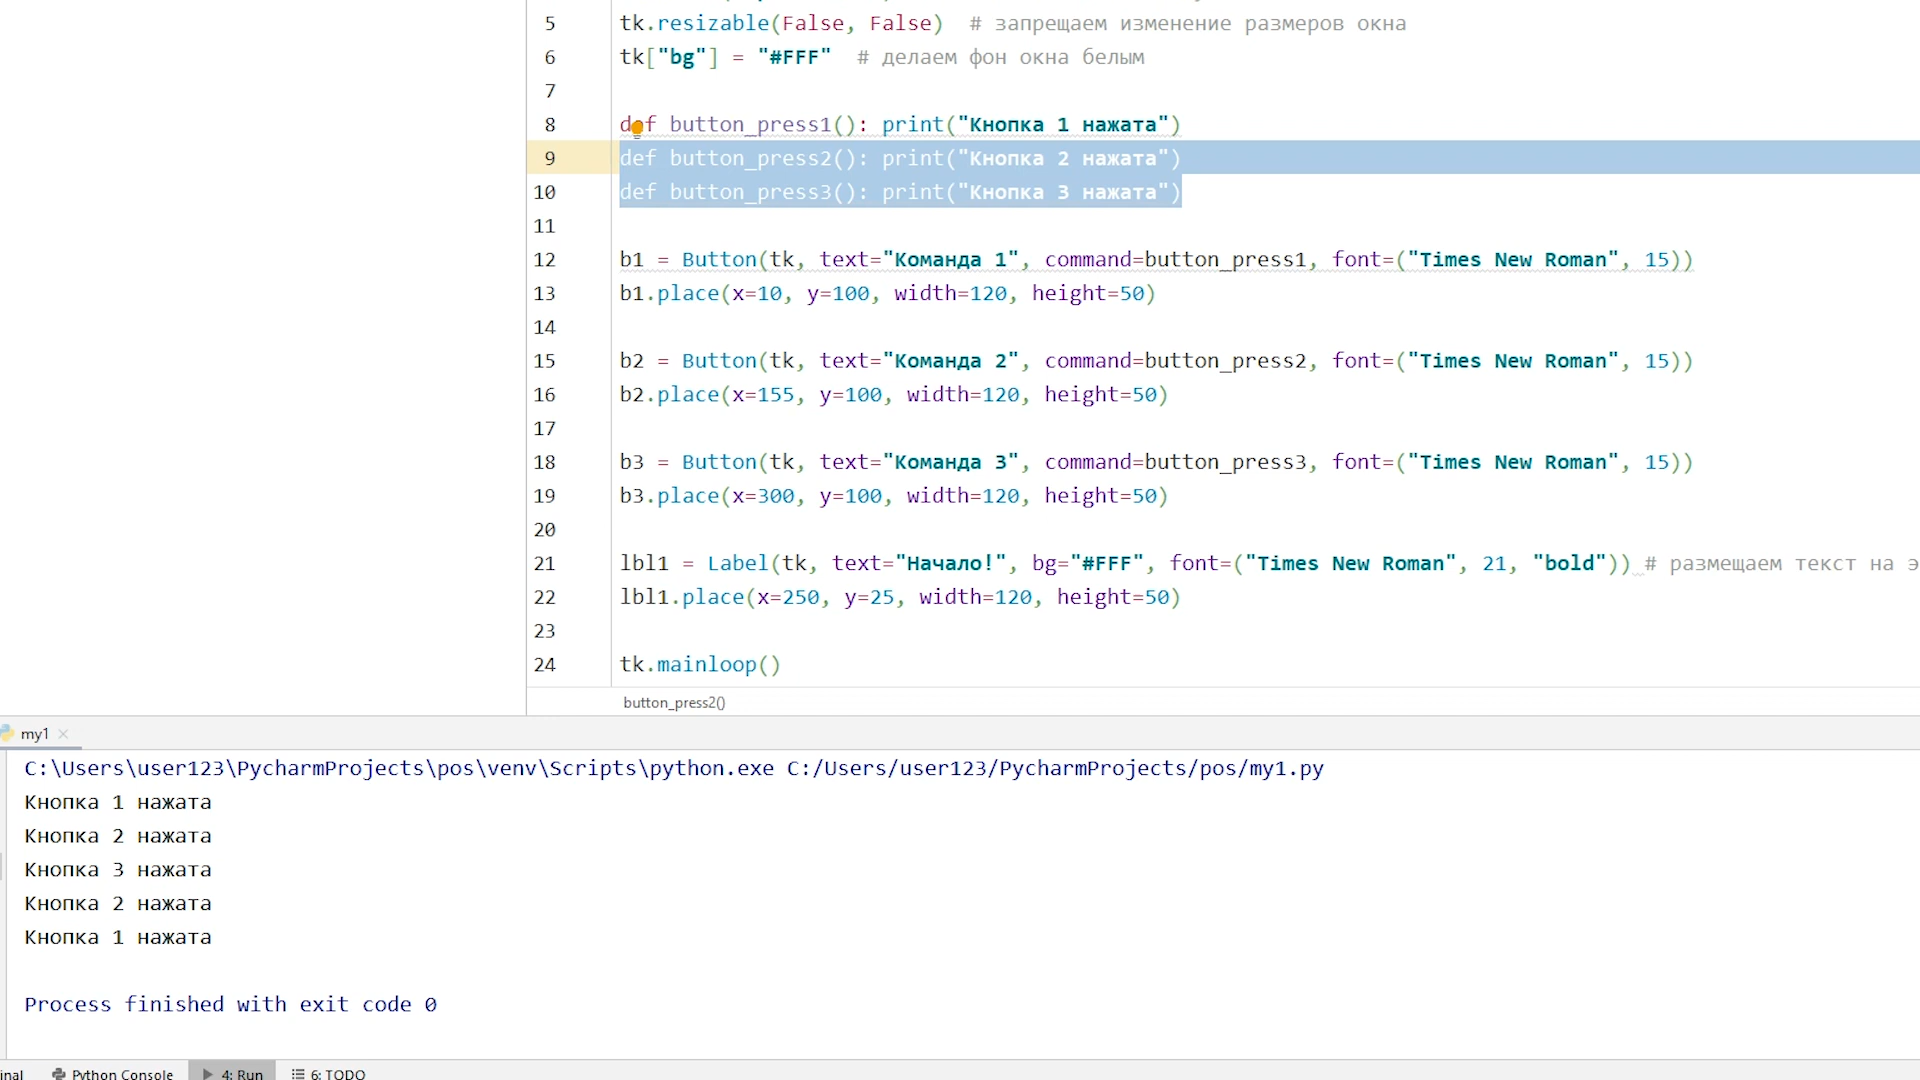 5 tk.resizable(False, False)  # запрещаем изменение размеров окна
6 tk["bg"] = "#FFF"  # делаем фон окна белым
7
8 def button_press1(): print("Кнопка 1 нажата")
9 def button_press2(): print("Кнопка 2 нажата")
10 def button_press3(): print("Кнопка 3 нажата")
11
12 b1 = Button(tk, text="Команда 1", command=button_press1, font=("Times New Roman", 15))
13 b1.place(x=10, y=100, width=120, height=50)
14
15 b2 = Button(tk, text="Команда 2", command=button_press2, font=("Times New Roman", 15))
16 b2.place(x=155, y=100, width=120, height=50)
17
18 b3 = Button(tk, text="Команда 3", command=button_press3, font=("Times New Roman", 15))
19 b3.place(x=300, y=100, width=120, height=50)
20
21 lbl1 = Label(tk, text="Начало!", bg="#FFF", font=("Times New Roman", 21, "bold")) # размещаем текст на э
22 lbl1.place(x=250, y=25, width=120, height=50)
23
24 tk.mainloop()
button_press2()
my1
C:\Users\user123\PycharmProjects\pos\venv\Scripts\python.exe C:/Users/user123/PycharmProjects/pos/my1.py
Кнопка 1 нажата
Кнопка 2 нажата
Кнопка 3 нажата
Кнопка 2 нажата
Кнопка 1 нажата
Process finished with exit code 0
inal Python Console 4: Run 6: TODO